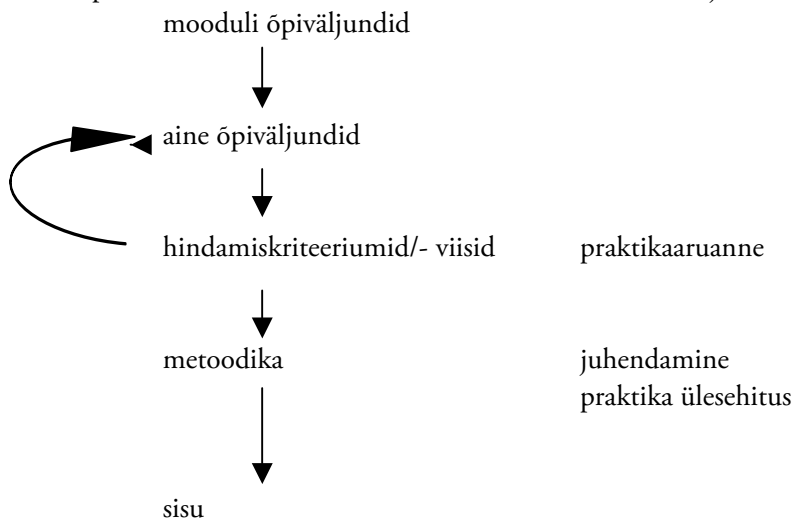 mooduli õpiväljundid
aine õpiväljundid
hindamiskriteeriumid/- viisid praktikaaruanne
metoodika juhendamine
praktika ülesehitus
sisu